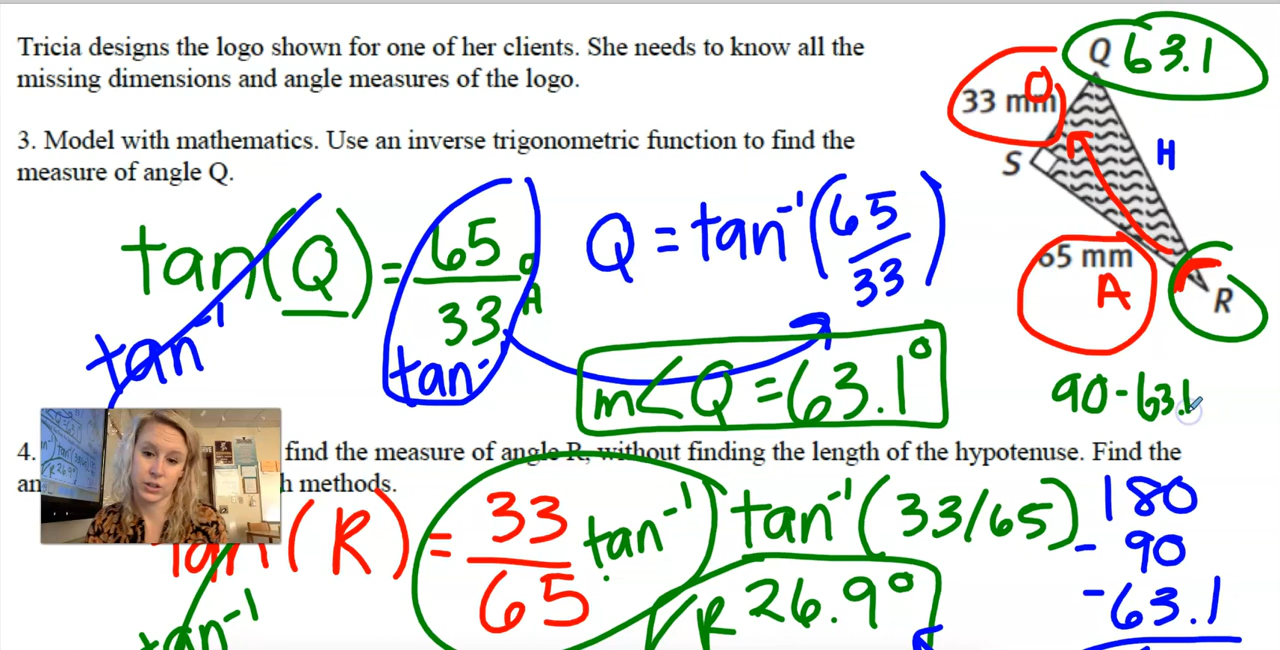 Tricia designs the logo shown for one of her clients. She needs to know all the
missing dimensions and angle measures of the logo.
3. Model with mathematics. Use an inverse trigonometric function to find the
measure of angle Q.
Q 63.1
33 mm O
S
H
65 mm
A
R
tan(Q) = 65/33 O/A
tan⁻¹
tan⁻
Q = tan⁻¹(65/33)
m∠Q = 63.1°
90-63.1
4.
find the measure of angle R, without finding the length of the hypotenuse. Find the
an
h methods.
tan(R) = 33/65
tan⁻¹
tan⁻¹
tan⁻¹(33/65)
R 26.9°
180
- 90
-63.1